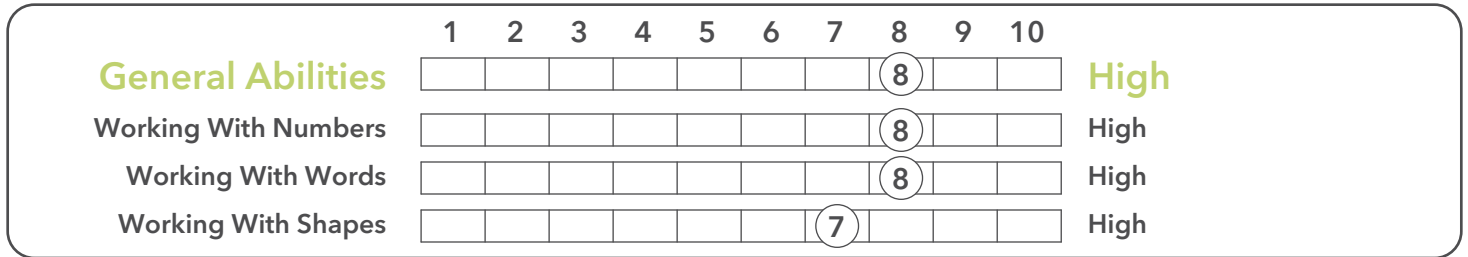 1 2 3 4 5 6 7 8 9 10
General Abilities 8 High
Working With Numbers 8 High
Working With Words 8 High
Working With Shapes 7 High